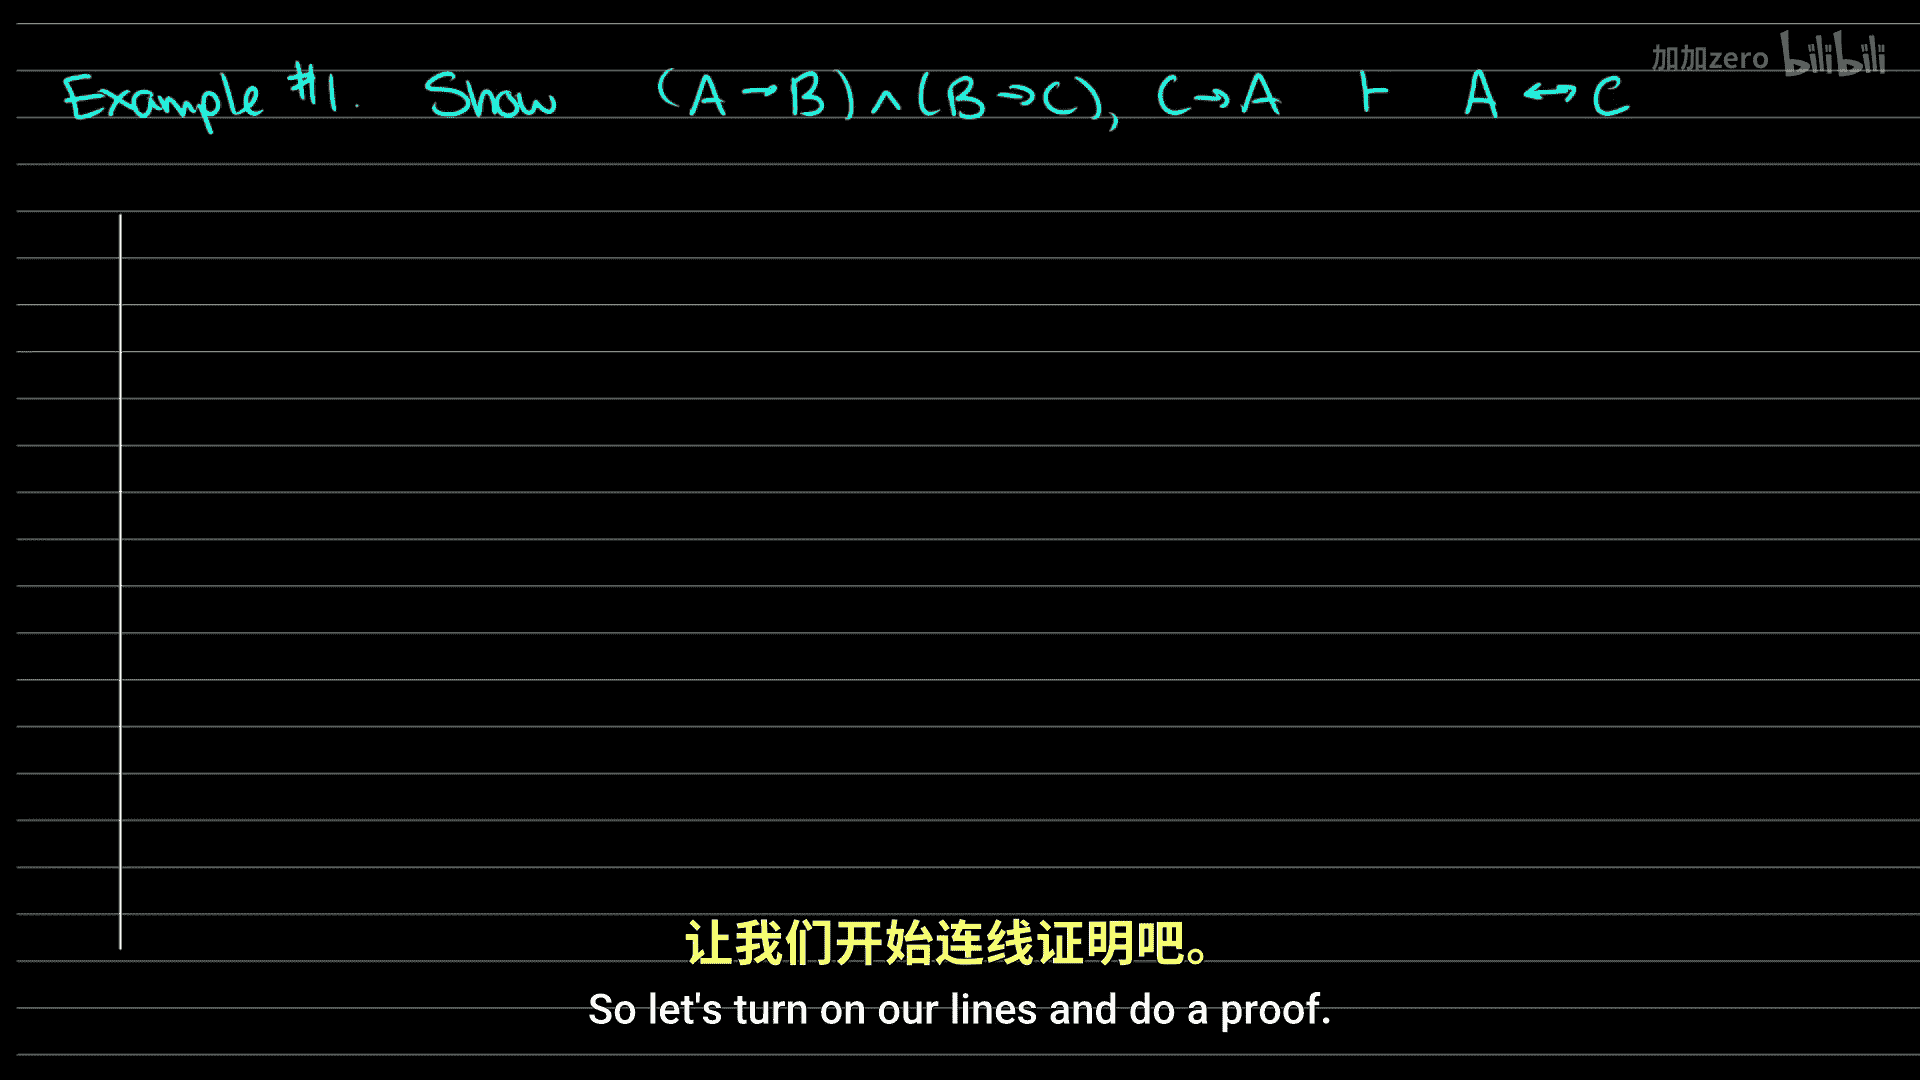 加加zero bilibili
Example #1. Show (A → B) ∧ (B → C), C → A ⊢ A ↔ C
让我们开始连线证明吧。
So let's turn on our lines and do a proof.